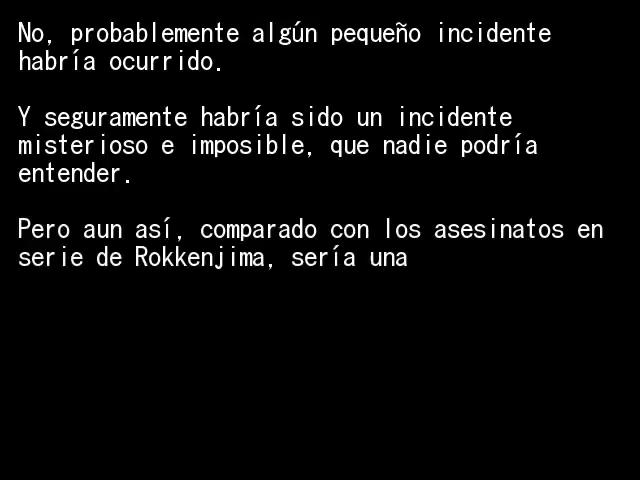 No, probablemente algún pequeño incidente
habría ocurrido.
Y seguramente habría sido un incidente
misterioso e imposible, que nadie podría
entender.
Pero aun así, comparado con los asesinatos en
serie de Rokkenjima, sería una